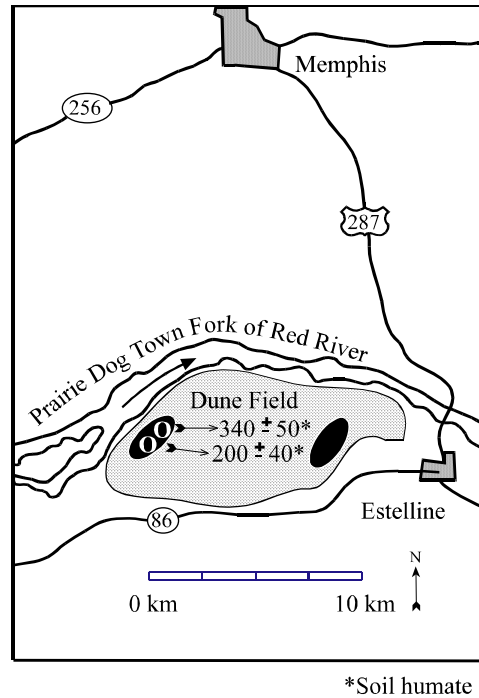 Memphis
256
287
Prairie Dog Town Fork of Red River
Dune Field
340 ± 50*
200 ± 40*
Estelline
86
N
0 km 10 km
*Soil humate